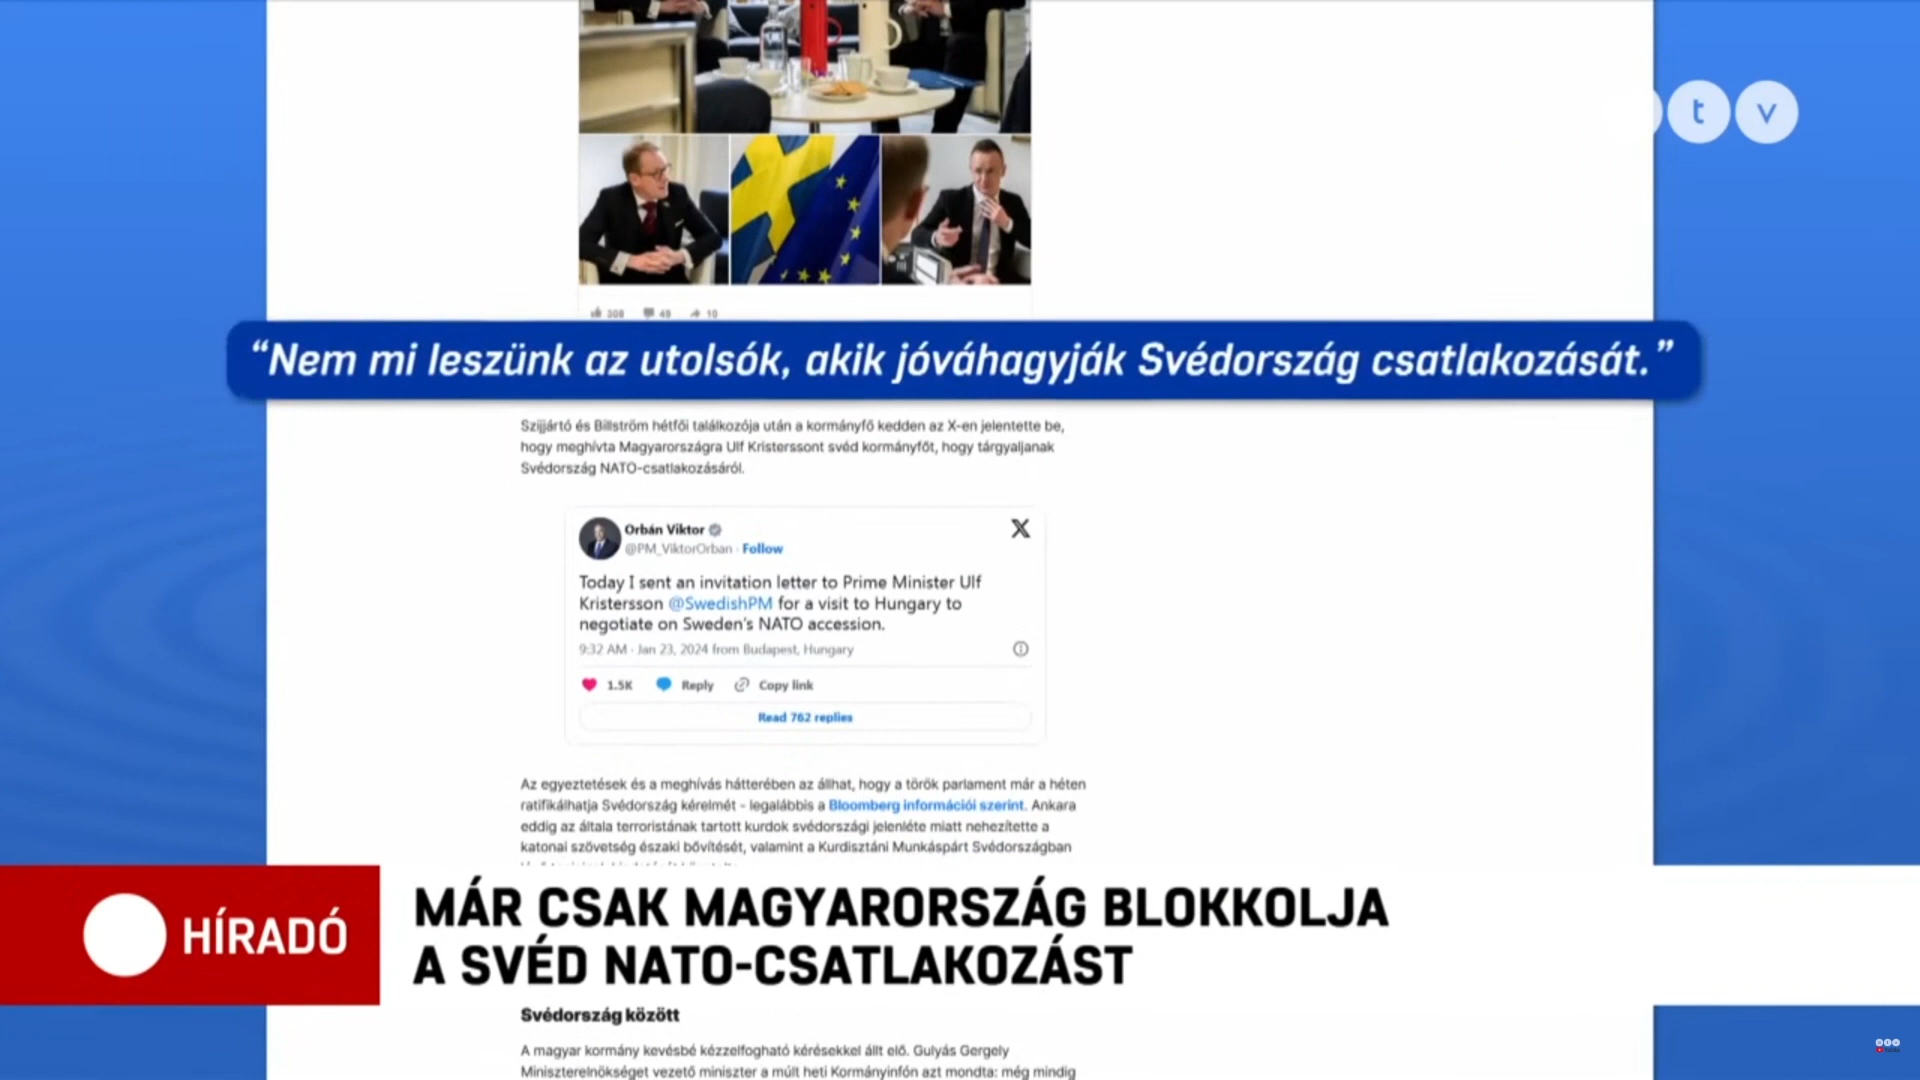 t v
308 49 10
“Nem mi leszünk az utolsók, akik jóváhagyják Svédország csatlakozását.”
Szijjártó és Billström hétfői találkozója után a kormányfő kedden az X-en jelentette be,
hogy meghívta Magyarországra Ulf Kristerssont svéd kormányfőt, hogy tárgyaljanak
Svédország NATO-csatlakozásáról.
Orbán Viktor
@PM_ViktorOrban · Follow
Today I sent an invitation letter to Prime Minister Ulf
Kristersson @SwedishPM for a visit to Hungary to
negotiate on Sweden's NATO accession.
9:32 AM · Jan 23, 2024 from Budapest, Hungary
1.5K Reply Copy link
Read 762 replies
Az egyeztetések és a meghívás hátterében az állhat, hogy a török parlament már a héten
ratifikálhatja Svédország kérelmét - legalábbis a Bloomberg információi szerint. Ankara
eddig az általa terroristának tartott kurdok svédországi jelenléte miatt nehezítette a
katonai szövetség északi bővítését, valamint a Kurdisztáni Munkáspárt Svédországban
HÍRADÓ
MÁR CSAK MAGYARORSZÁG BLOKKOLJA
A SVÉD NATO-CSATLAKOZÁST
Svédország között
A magyar kormány kevésbé kézzelfogható kérésekkel állt elő. Gulyás Gergely
Miniszterelnökséget vezető miniszter a múlt heti Kormányinfón azt mondta: még mindig